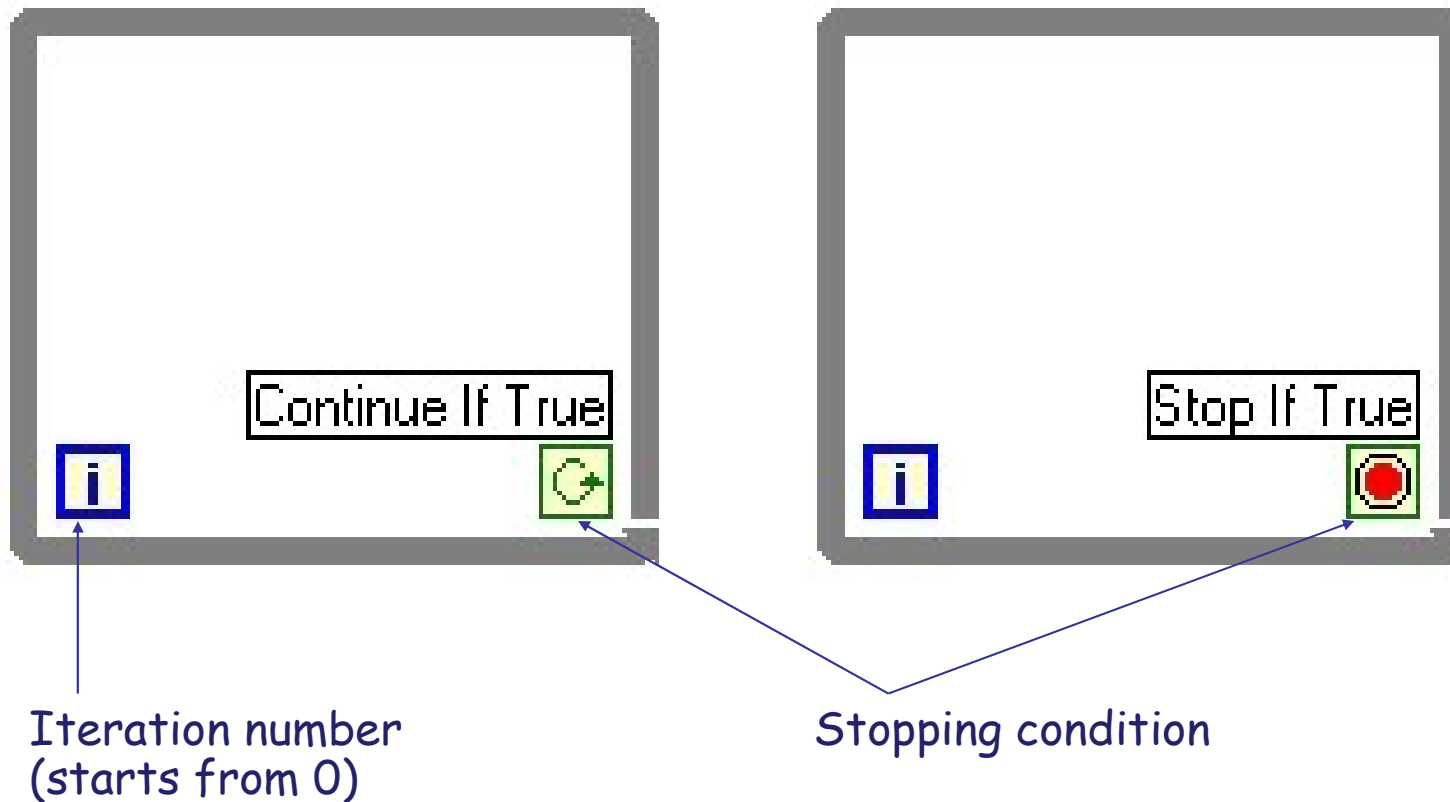 Continue If True
Stop If True
i
i
Iteration number
(starts from 0)
Stopping condition